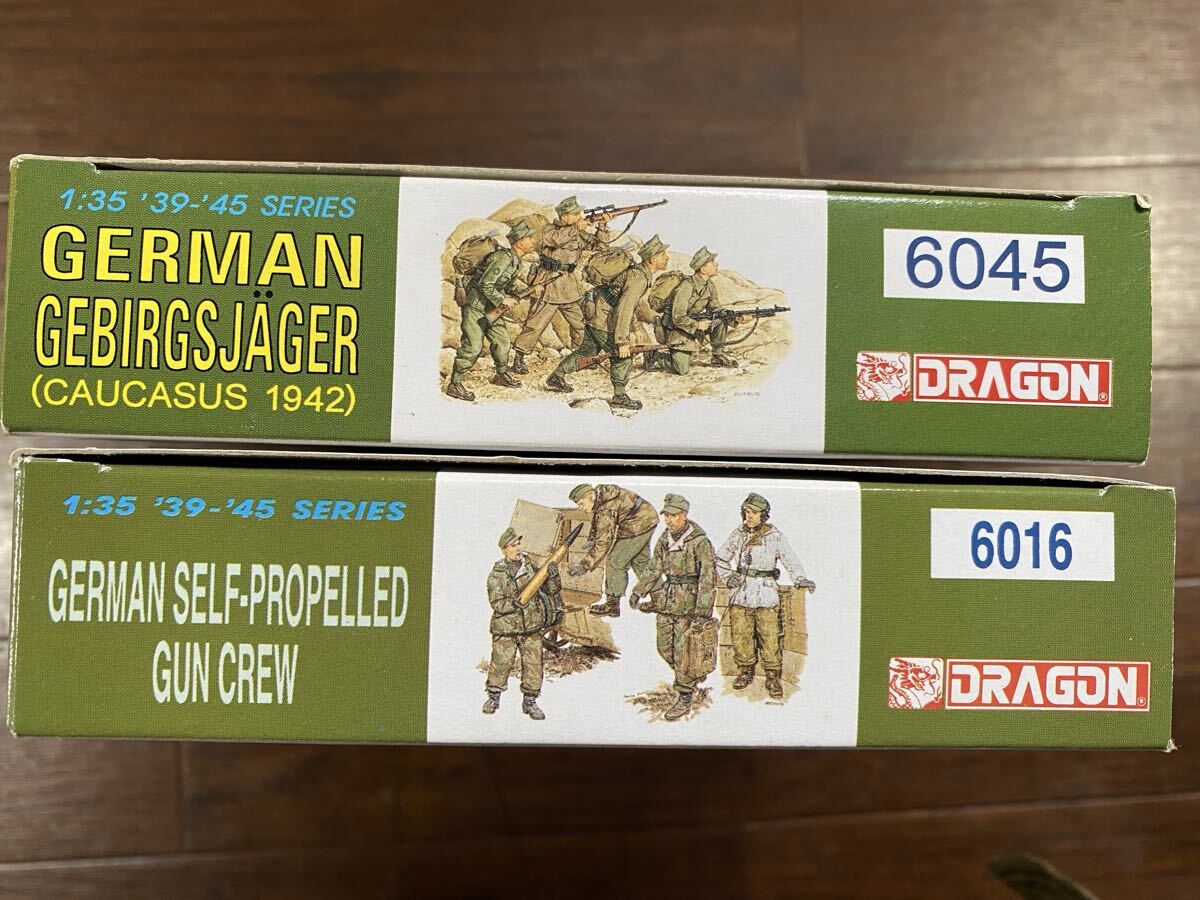 1:35 '39-'45 SERIES
GERMAN
GEBIRGSJÄGER
(CAUCASUS 1942)
6045
DRAGON®
1:35 '39-'45 SERIES
GERMAN SELF-PROPELLED
GUN CREW
6016
DRAGON®